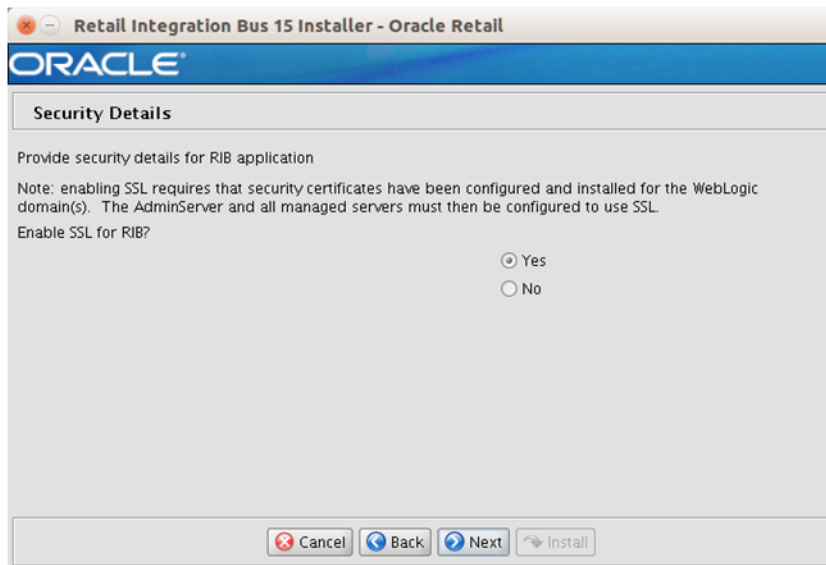 Retail Integration Bus 15 Installer - Oracle Retail
ORACLE®
Security Details
Provide security details for RIB application
Note: enabling SSL requires that security certificates have been configured and installed for the WebLogic
domain(s). The AdminServer and all managed servers must then be configured to use SSL.
Enable SSL for RIB?
Yes
No
Cancel Back Next Install